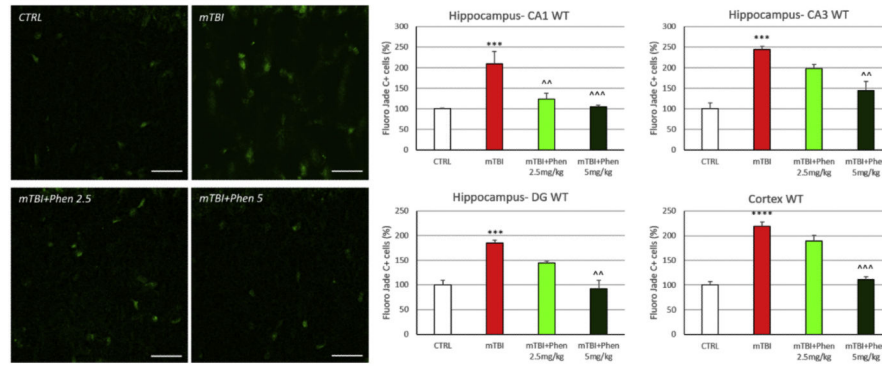 CTRL
mTBI
mTBI+Phen 2.5
mTBI+Phen 5
Hippocampus- CA1 WT
Fluoro Jade C+ cells (%)
300
250
200
150
100
50
0
***
^^
^^^
CTRL
mTBI
mTBI+Phen
2.5mg/kg
mTBI+Phen
5mg/kg
Hippocampus- CA3 WT
Fluoro Jade C+ cells (%)
300
250
200
150
100
50
0
***
^^
CTRL
mTBI
mTBI+Phen
2.5mg/kg
mTBI+Phen
5mg/kg
Hippocampus- DG WT
Fluoro Jade C+ cells (%)
250
200
150
100
50
0
***
^^
CTRL
mTBI
mTBI+Phen
2.5mg/kg
mTBI+Phen
5mg/kg
Cortex WT
Fluoro Jade C+ cells (%)
250
200
150
100
50
0
****
^^^
CTRL
mTBI
mTBI+Phen
2.5mg/kg
mTBI+Phen
5mg/kg